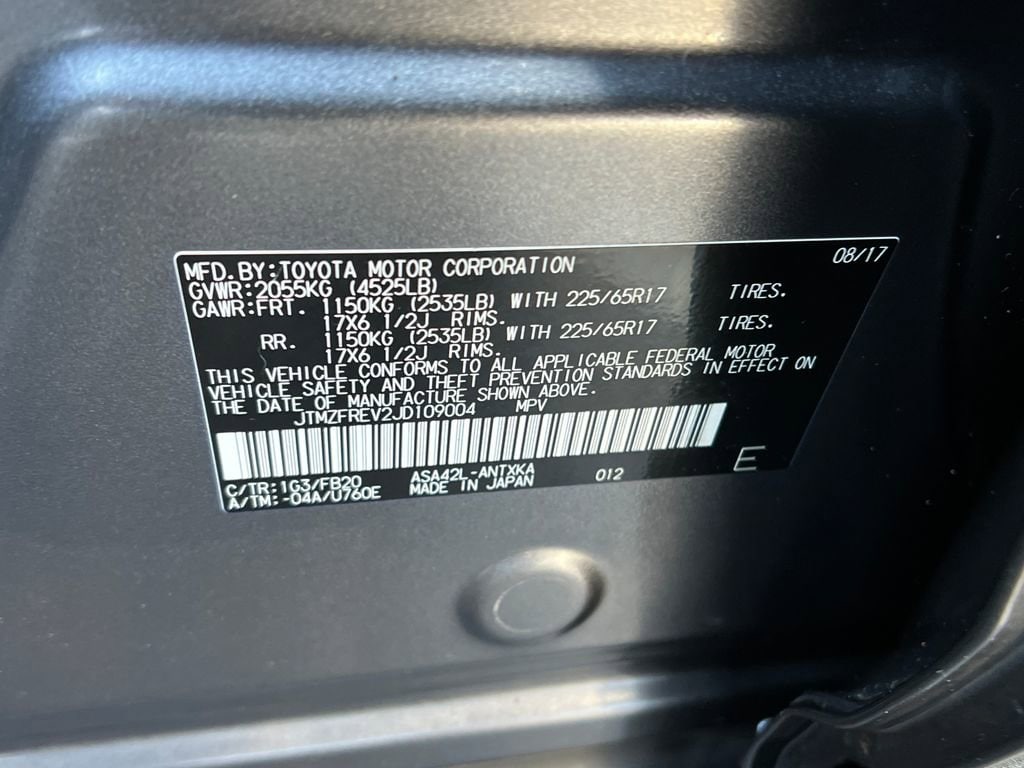 MFD.BY:TOYOTA MOTOR CORPORATION 08/17
GVWR:2055KG (4525LB)
GAWR:FRT. 1150KG (2535LB) WITH 225/65R17 TIRES.
17X6 1/2J RIMS.
RR. 1150KG (2535LB) WITH 225/65R17 TIRES.
17X6 1/2J RIMS.
THIS VEHICLE CONFORMS TO ALL APPLICABLE FEDERAL MOTOR
VEHICLE SAFETY AND THEFT PREVENTION STANDARDS IN EFFECT ON
THE DATE OF MANUFACTURE SHOWN ABOVE.
JTMZFREV2JD109004 MPV
C/TR:1G3/FB20 ASA42L-ANTXKA 012 E
A/TM:-04A/U760E MADE IN JAPAN